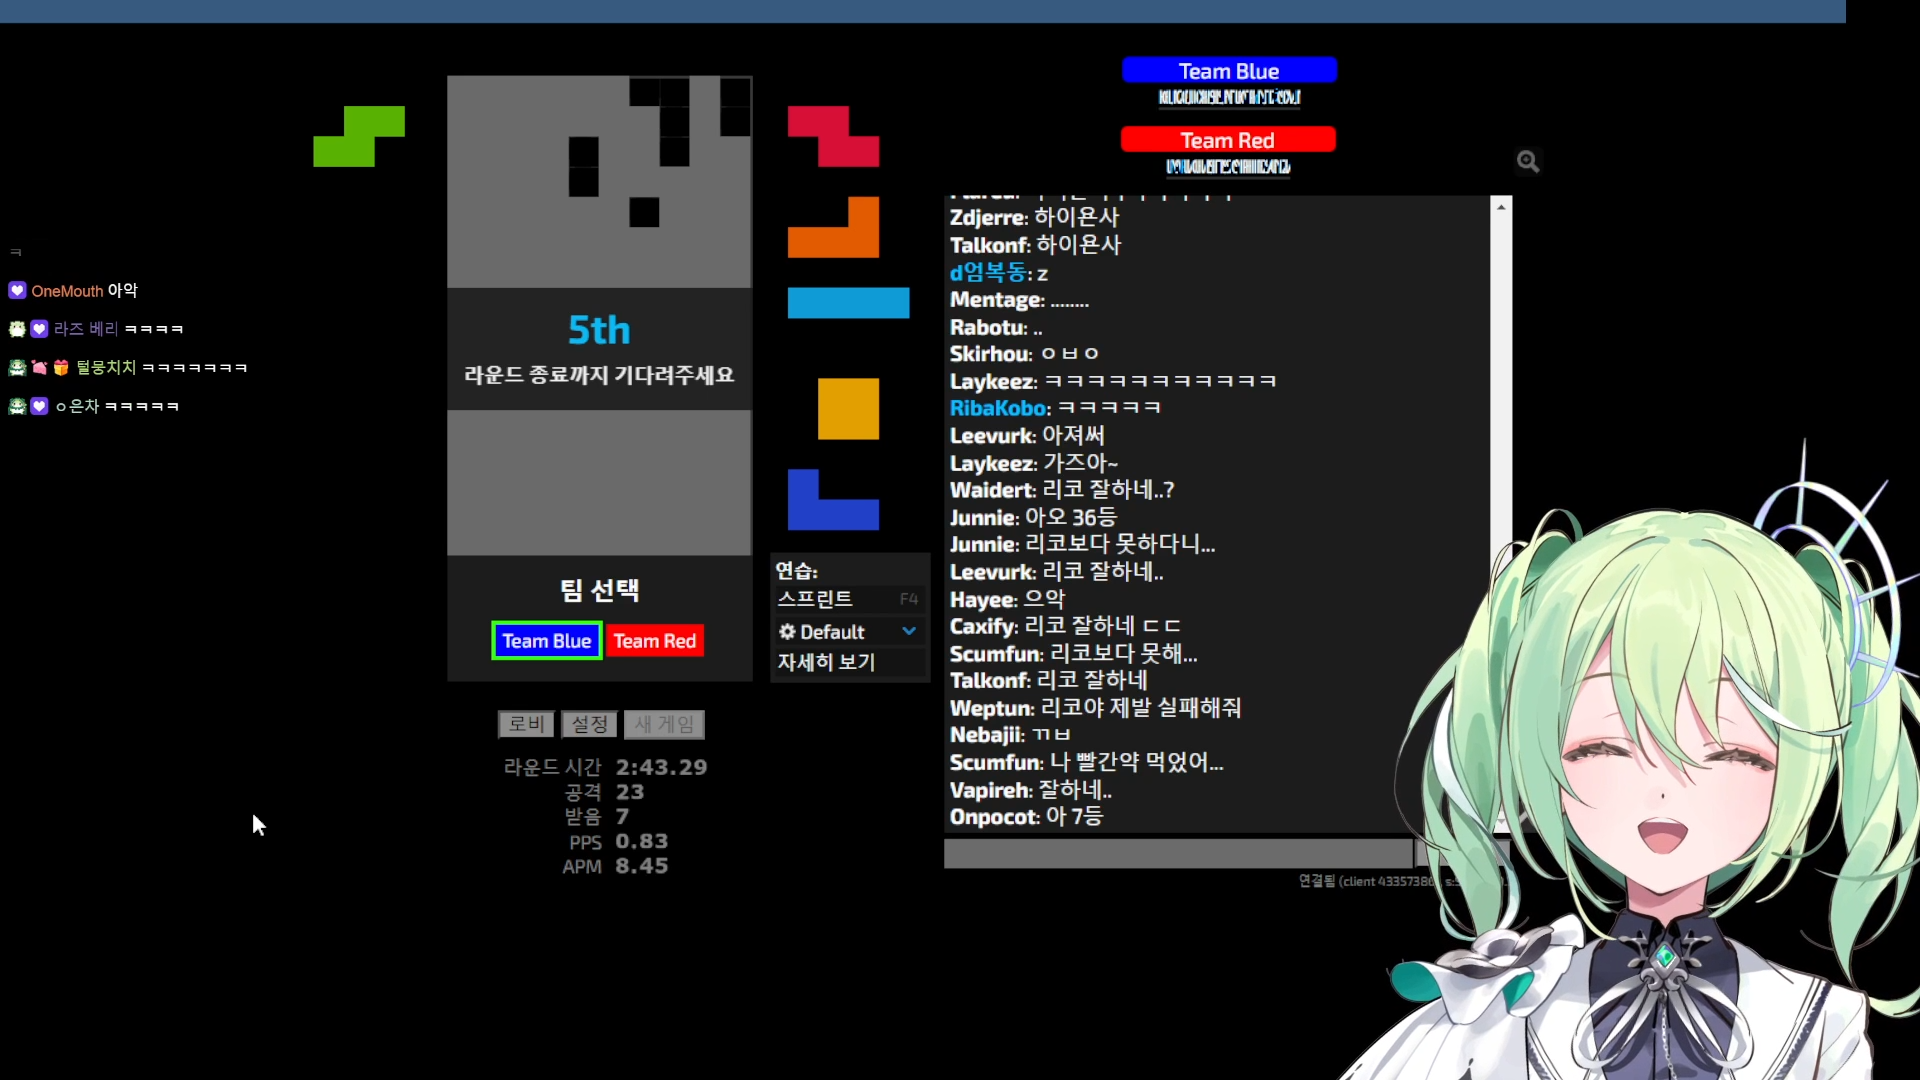 ㅋ
OneMouth 아악
라즈 베리 ㅋㅋㅋㅋ
털뭉치치 ㅋㅋㅋㅋㅋㅋㅋ
ㅇ은차 ㅋㅋㅋㅋㅋ
5th
라운드 종료까지 기다려주세요
팀 선택
Team Blue Team Red
로비 설정 새 게임
라운드 시간 2:43.29
공격 23
받음 7
PPS 0.83
APM 8.45
연습:
스프린트 F4
Default
자세히 보기
Team Blue
Team Red
Zdjerre: 하이욘사
Talkonf: 하이욘사
d엄복동: z
Mentage: ........
Rabotu: ..
Skirhou: ㅇㅂㅇ
Laykeez: ㅋㅋㅋㅋㅋㅋㅋㅋㅋㅋㅋ
RibaKobo: ㅋㅋㅋㅋㅋ
Leevurk: 아져써
Laykeez: 가즈아~
Waidert: 리코 잘하네..?
Junnie: 아오 36등
Junnie: 리코보다 못하다니...
Leevurk: 리코 잘하네..
Hayee: 으악
Caxify: 리코 잘하네 ㄷㄷ
Scumfun: 리코보다 못해...
Talkonf: 리코 잘하네
Weptun: 리코야 제발 실패해줘
Nebajii: ㄲㅂ
Scumfun: 나 빨간약 먹었어...
Vapireh: 잘하네..
Onpocot: 아 7등
연결됨 (client